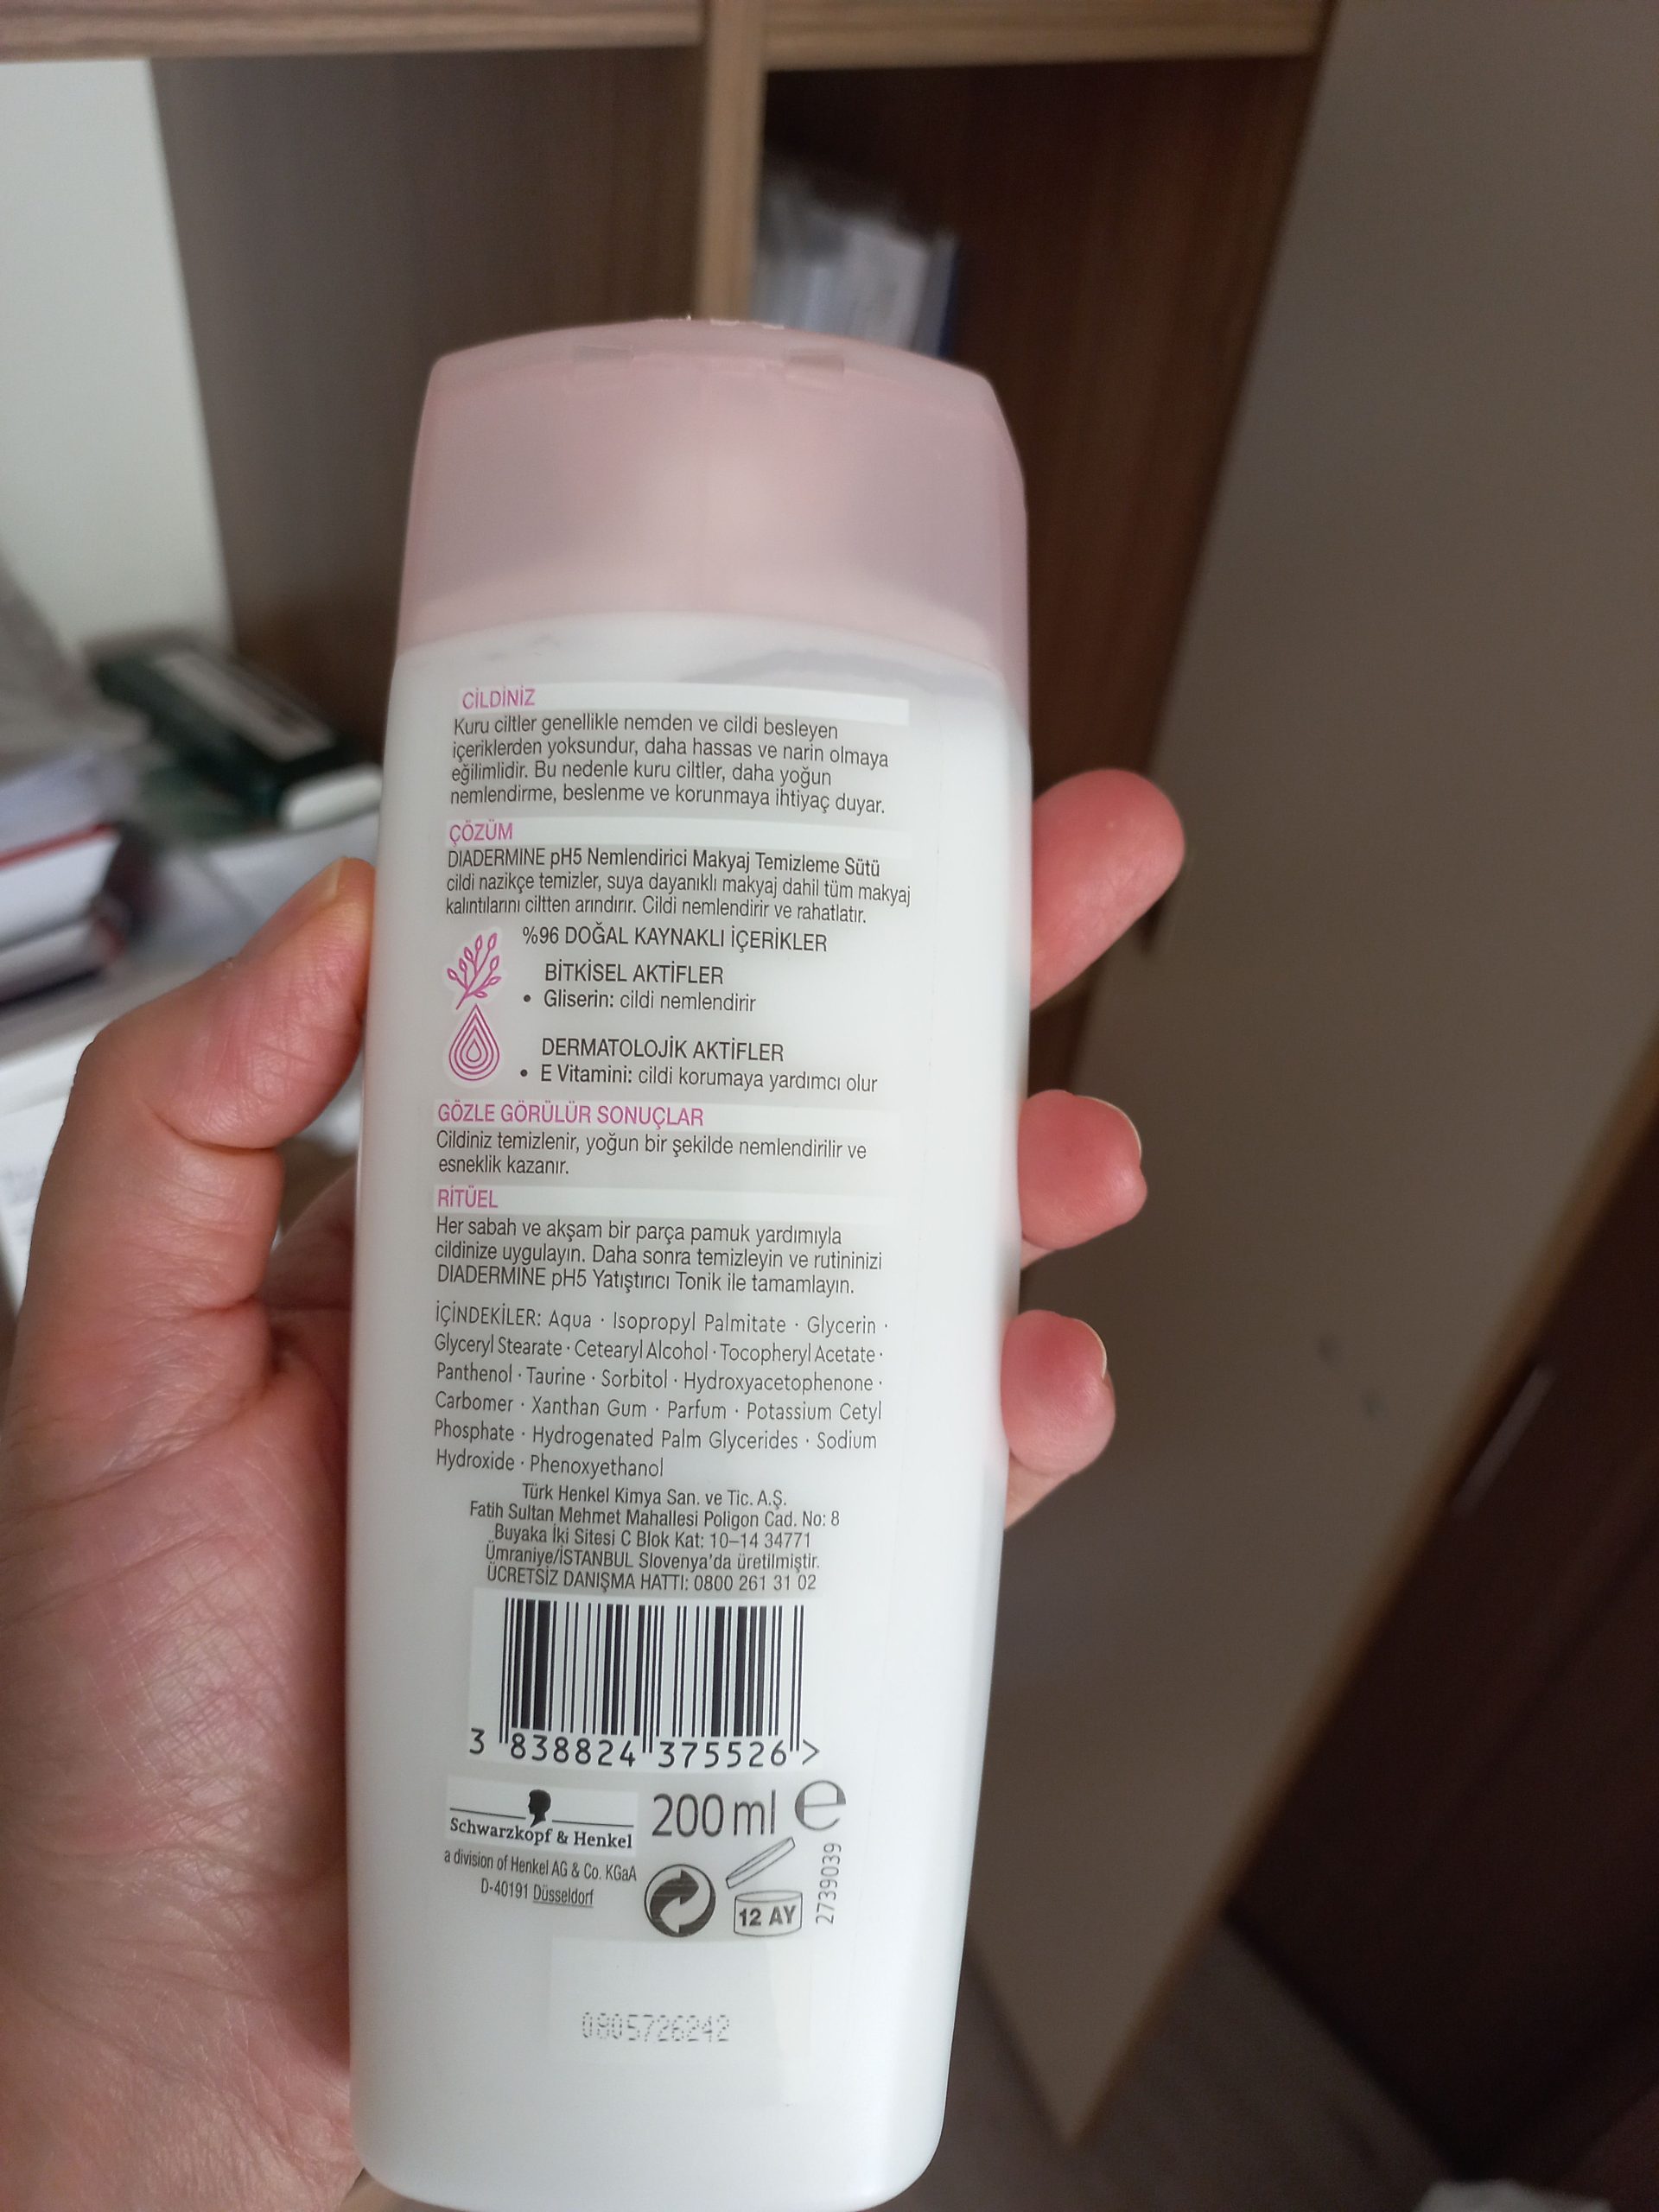 CİLDİNİZ
Kuru ciltler genellikle nemden ve cildi besleyen
içeriklerden yoksundur, daha hassas ve narin olmaya
eğilimlidir. Bu nedenle kuru ciltler, daha yoğun
nemlendirme, beslenme ve korunmaya ihtiyaç duyar.
ÇÖZÜM
DIADERMINE pH5 Nemlendirici Makyaj Temizleme Sütü
cildi nazikçe temizler, suya dayanıklı makyaj dahil tüm makyaj
kalıntılarını ciltten arındırır. Cildi nemlendirir ve rahatlatır.
%96 DOĞAL KAYNAKLI İÇERİKLER
BİTKİSEL AKTİFLER
• Gliserin: cildi nemlendirir
DERMATOLOJİK AKTİFLER
• E Vitamini: cildi korumaya yardımcı olur
GÖZLE GÖRÜLÜR SONUÇLAR
Cildiniz temizlenir, yoğun bir şekilde nemlendirilir ve
esneklik kazanır.
RİTÜEL
Her sabah ve akşam bir parça pamuk yardımıyla
cildinize uygulayın. Daha sonra temizleyin ve rutininizi
DIADERMINE pH5 Yatıştırıcı Tonik ile tamamlayın.
İÇİNDEKİLER: Aqua · Isopropyl Palmitate · Glycerin ·
Glyceryl Stearate · Cetearyl Alcohol · Tocopheryl Acetate ·
Panthenol · Taurine · Sorbitol · Hydroxyacetophenone ·
Carbomer · Xanthan Gum · Parfum · Potassium Cetyl
Phosphate · Hydrogenated Palm Glycerides · Sodium
Hydroxide · Phenoxyethanol
Türk Henkel Kimya San. ve Tic. A.Ş.
Fatih Sultan Mehmet Mahallesi Poligon Cad. No: 8
Buyaka İki Sitesi C Blok Kat: 10–14 34771
Ümraniye/İSTANBUL Slovenya'da üretilmiştir.
ÜCRETSİZ DANIŞMA HATTI: 0800 261 31 02
3 838824 375526 >
Schwarzkopf & Henkel
a division of Henkel AG & Co. KGaA
D-40191 Düsseldorf
200 ml e
12 AY
2739039
0805726242